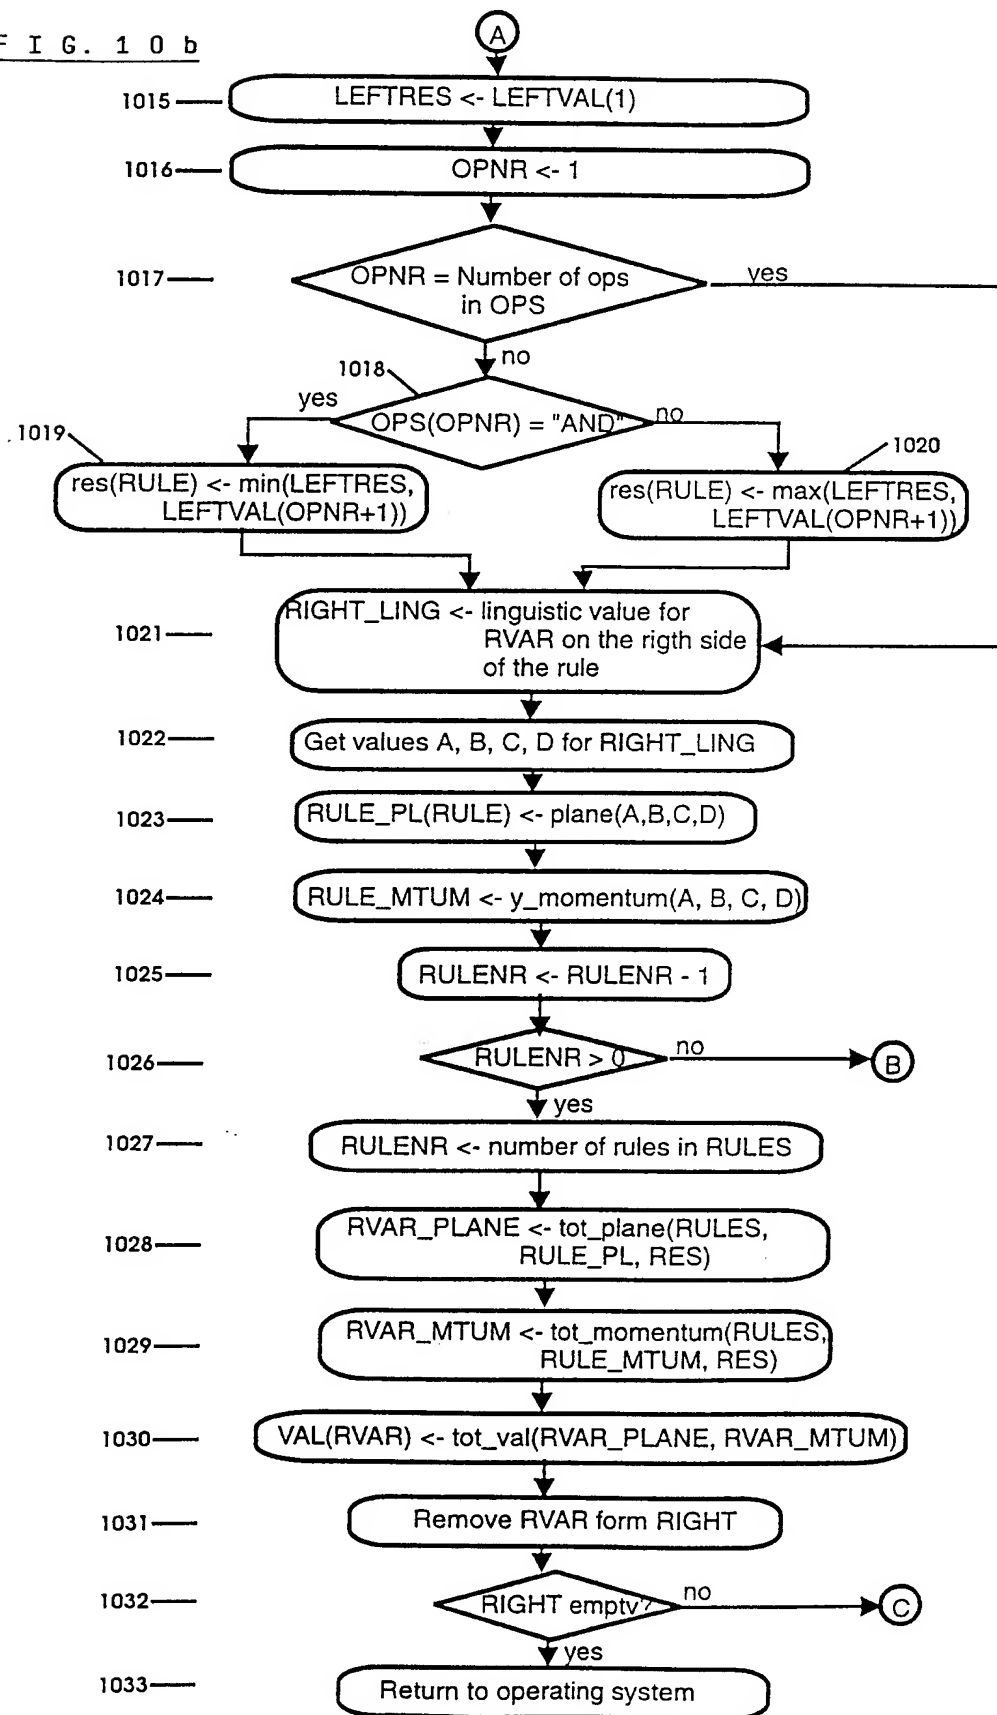 F I G. 1 0 b
A
1015
LEFTRES <- LEFTVAL(1)
1016
OPNR <- 1
1017
OPNR = Number of ops
in OPS
yes
no
1018
yes
OPS(OPNR) = "AND"
no
1019
1020
res(RULE) <- min(LEFTRES,
LEFTVAL(OPNR+1))
res(RULE) <- max(LEFTRES,
LEFTVAL(OPNR+1))
1021
RIGHT_LING <- linguistic value for
RVAR on the rigth side
of the rule
1022
Get values A, B, C, D for RIGHT_LING
1023
RULE_PL(RULE) <- plane(A,B,C,D)
1024
RULE_MTUM <- y_momentum(A, B, C, D)
1025
RULENR <- RULENR - 1
1026
RULENR > 0
no
B
yes
1027
RULENR <- number of rules in RULES
1028
RVAR_PLANE <- tot_plane(RULES,
RULE_PL, RES)
1029
RVAR_MTUM <- tot_momentum(RULES,
RULE_MTUM, RES)
1030
VAL(RVAR) <- tot_val(RVAR_PLANE, RVAR_MTUM)
1031
Remove RVAR form RIGHT
1032
RIGHT empty?
no
C
yes
1033
Return to operating system